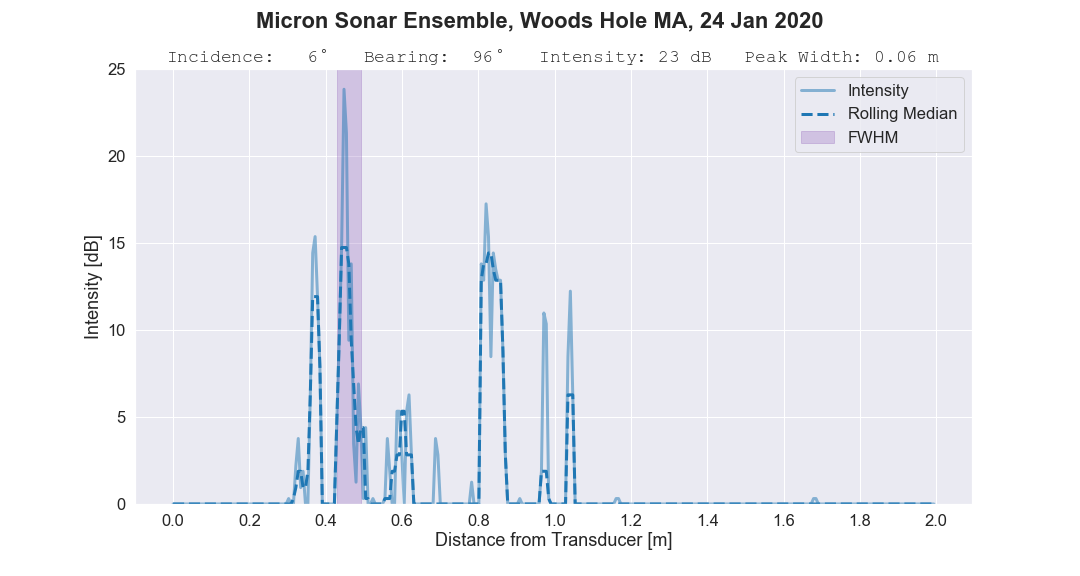 Micron Sonar Ensemble, Woods Hole MA, 24 Jan 2020
Incidence: 6° Bearing: 96° Intensity: 23 dB Peak Width: 0.06 m
25
20
15
10
5
0
Intensity [dB]
Intensity
Rolling Median
FWHM
0.0 0.2 0.4 0.6 0.8 1.0 1.2 1.4 1.6 1.8 2.0
Distance from Transducer [m]